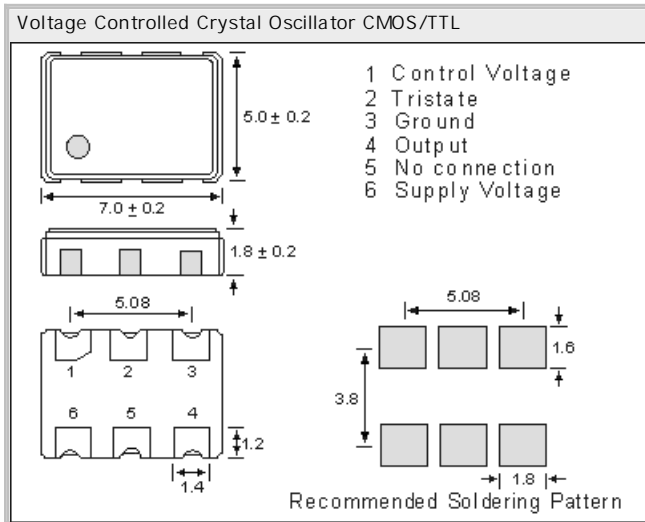 Voltage Controlled Crystal Oscillator CMOS/TTL
1 Control Voltage
2 Tristate
3 Ground
4 Output
5 No connection
6 Supply Voltage
5.0 ± 0.2
7.0 ± 0.2
1.8 ± 0.2
5.08
1 2 3
6 5 4
1.2
1.4
5.08
1.6
3.8
1.8
Recommended Soldering Pattern